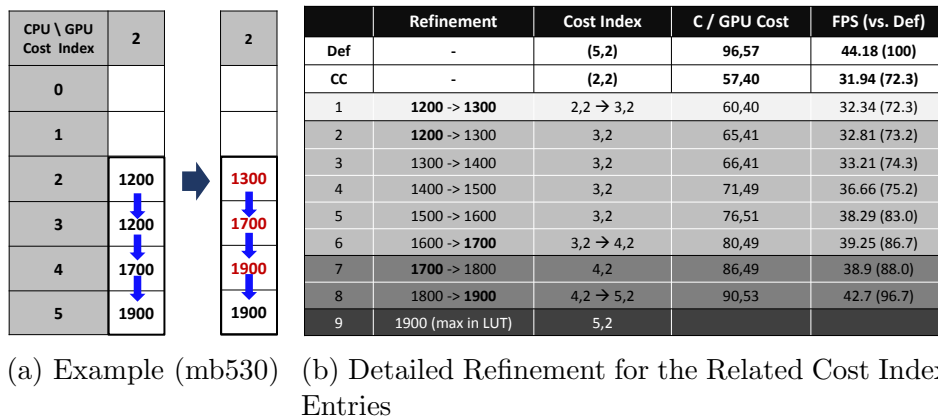 CPU \ GPU Cost Index 2 2
0
1
2 1200 1300
3 1200 1700
4 1700 1900
5 1900 1900
Refinement Cost Index C / GPU Cost FPS (vs. Def)
Def - (5,2) 96,57 44.18 (100)
CC - (2,2) 57,40 31.94 (72.3)
1 1200 -> 1300 2,2 → 3,2 60,40 32.34 (72.3)
2 1200 -> 1300 3,2 65,41 32.81 (73.2)
3 1300 -> 1400 3,2 66,41 33.21 (74.3)
4 1400 -> 1500 3,2 71,49 36.66 (75.2)
5 1500 -> 1600 3,2 76,51 38.29 (83.0)
6 1600 -> 1700 3,2 → 4,2 80,49 39.25 (86.7)
7 1700 -> 1800 4,2 86,49 38.9 (88.0)
8 1800 -> 1900 4,2 → 5,2 90,53 42.7 (96.7)
9 1900 (max in LUT) 5,2
(a) Example (mb530)
(b) Detailed Refinement for the Related Cost Index
Entries